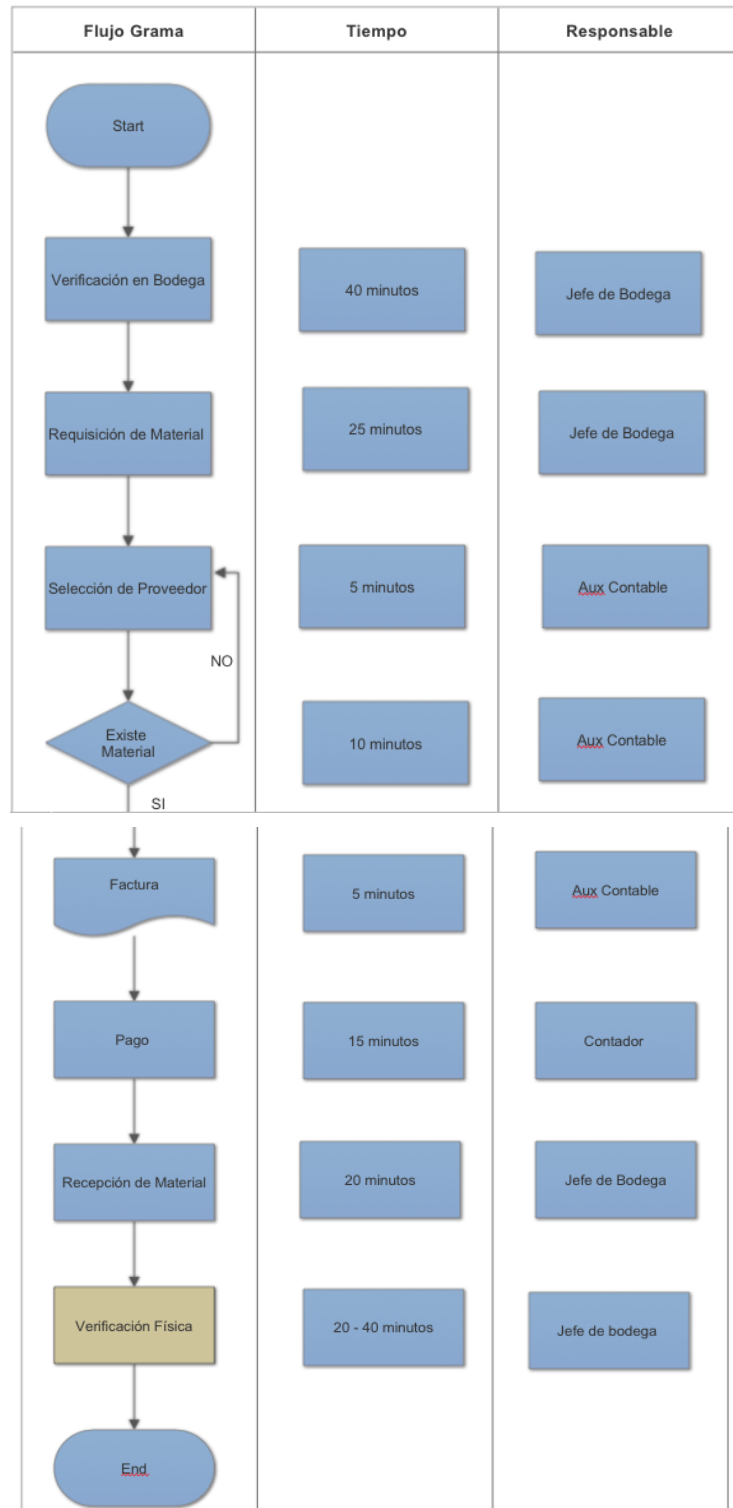 Flujo Grama Tiempo Responsable
Start
Verificación en Bodega 40 minutos Jefe de Bodega
Requisición de Material 25 minutos Jefe de Bodega
Selección de Proveedor 5 minutos Aux Contable
NO
Existe
Material 10 minutos Aux Contable
SI
Factura 5 minutos Aux Contable
Pago 15 minutos Contador
Recepción de Material 20 minutos Jefe de Bodega
Verificación Física 20 - 40 minutos Jefe de bodega
End